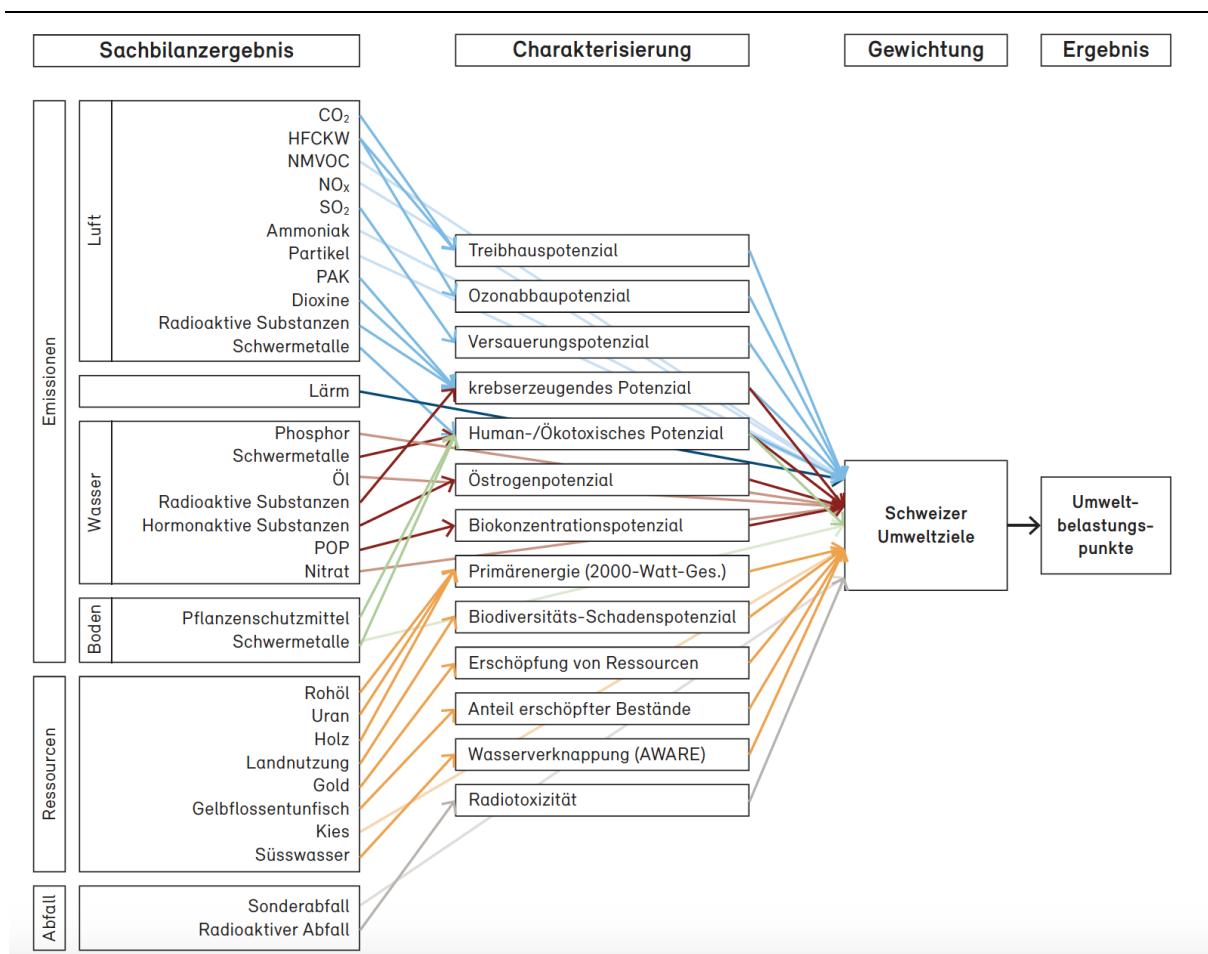 Sachbilanzergebnis
Charakterisierung
Gewichtung
Ergebnis
Emissionen
Luft
CO₂
HFCKW
NMVOC
NOₓ
SO₂
Ammoniak
Partikel
PAK
Dioxine
Radioaktive Substanzen
Schwermetalle
Lärm
Wasser
Phosphor
Schwermetalle
Öl
Radioaktive Substanzen
Hormonaktive Substanzen
POP
Nitrat
Boden
Pflanzenschutzmittel
Schwermetalle
Ressourcen
Rohöl
Uran
Holz
Landnutzung
Gold
Gelbflossentunfisch
Kies
Süsswasser
Abfall
Sonderabfall
Radioaktiver Abfall
Treibhauspotenzial
Ozonabbaupotenzial
Versauerungspotenzial
krebserzeugendes Potenzial
Human-/Ökotoxisches Potenzial
Östrogenpotenzial
Biokonzentrationspotenzial
Primärenergie (2000-Watt-Ges.)
Biodiversitäts-Schadenspotenzial
Erschöpfung von Ressourcen
Anteil erschöpfter Bestände
Wasserverknappung (AWARE)
Radiotoxizität
Schweizer
Umweltziele
Umwelt-
belastungs-
punkte